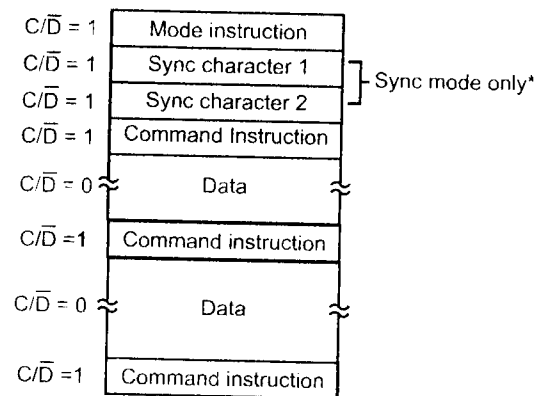 C/D̅ = 1 Mode instruction
C/D̅ = 1 Sync character 1
Sync mode only*
C/D̅ = 1 Sync character 2
C/D̅ = 1 Command Instruction
C/D̅ = 0 Data
C/D̅ =1 Command instruction
C/D̅ = 0 Data
C/D̅ =1 Command instruction